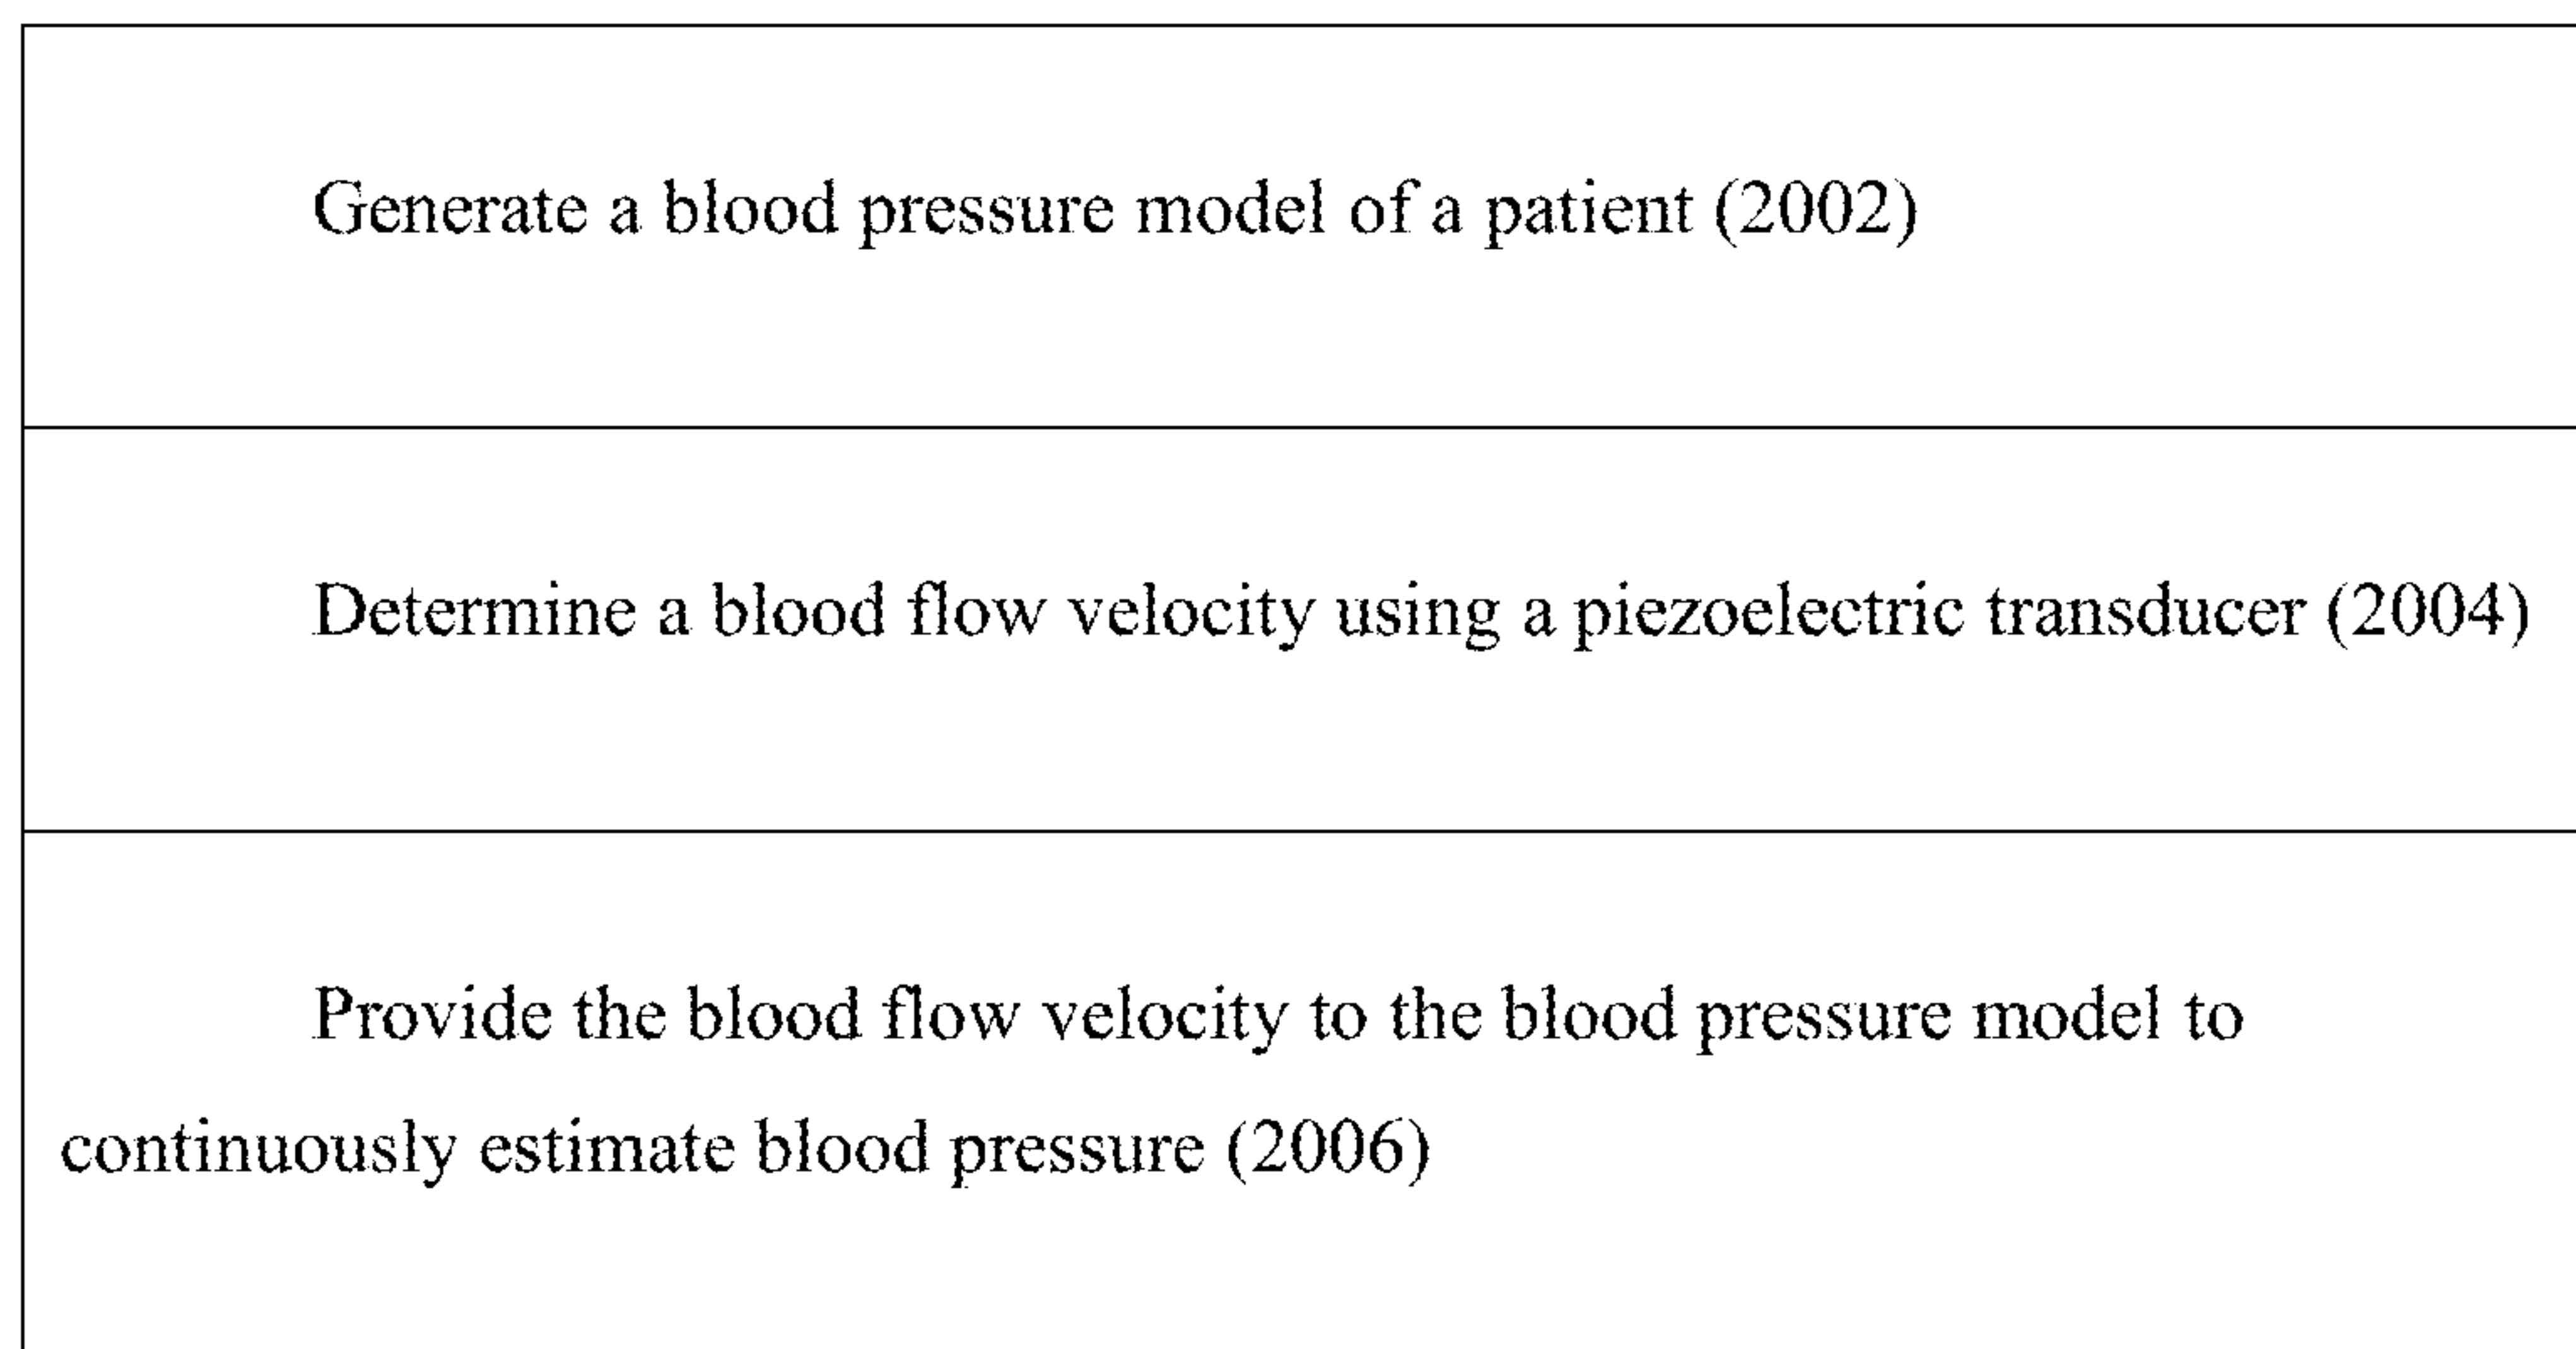 Generate a blood pressure model of a patient (2002)
Determine a blood flow velocity using a piezoelectric transducer (2004)
Provide the blood flow velocity to the blood pressure model to
continuously estimate blood pressure (2006)